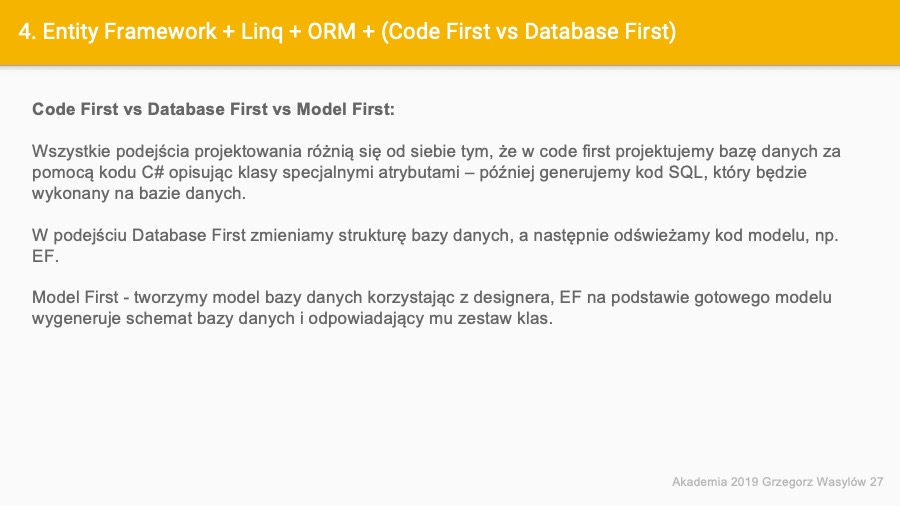 4. Entity Framework + Linq + ORM + (Code First vs Database First)
Code First vs Database First vs Model First:
Wszystkie podejścia projektowania różnią się od siebie tym, że w code first projektujemy bazę danych za
pomocą kodu C# opisując klasy specjalnymi atrybutami – później generujemy kod SQL, który będzie
wykonany na bazie danych.
W podejściu Database First zmieniamy strukturę bazy danych, a następnie odświeżamy kod modelu, np.
EF.
Model First - tworzymy model bazy danych korzystając z designera, EF na podstawie gotowego modelu
wygeneruje schemat bazy danych i odpowiadający mu zestaw klas.
Akademia 2019 Grzegorz Wasylów 27